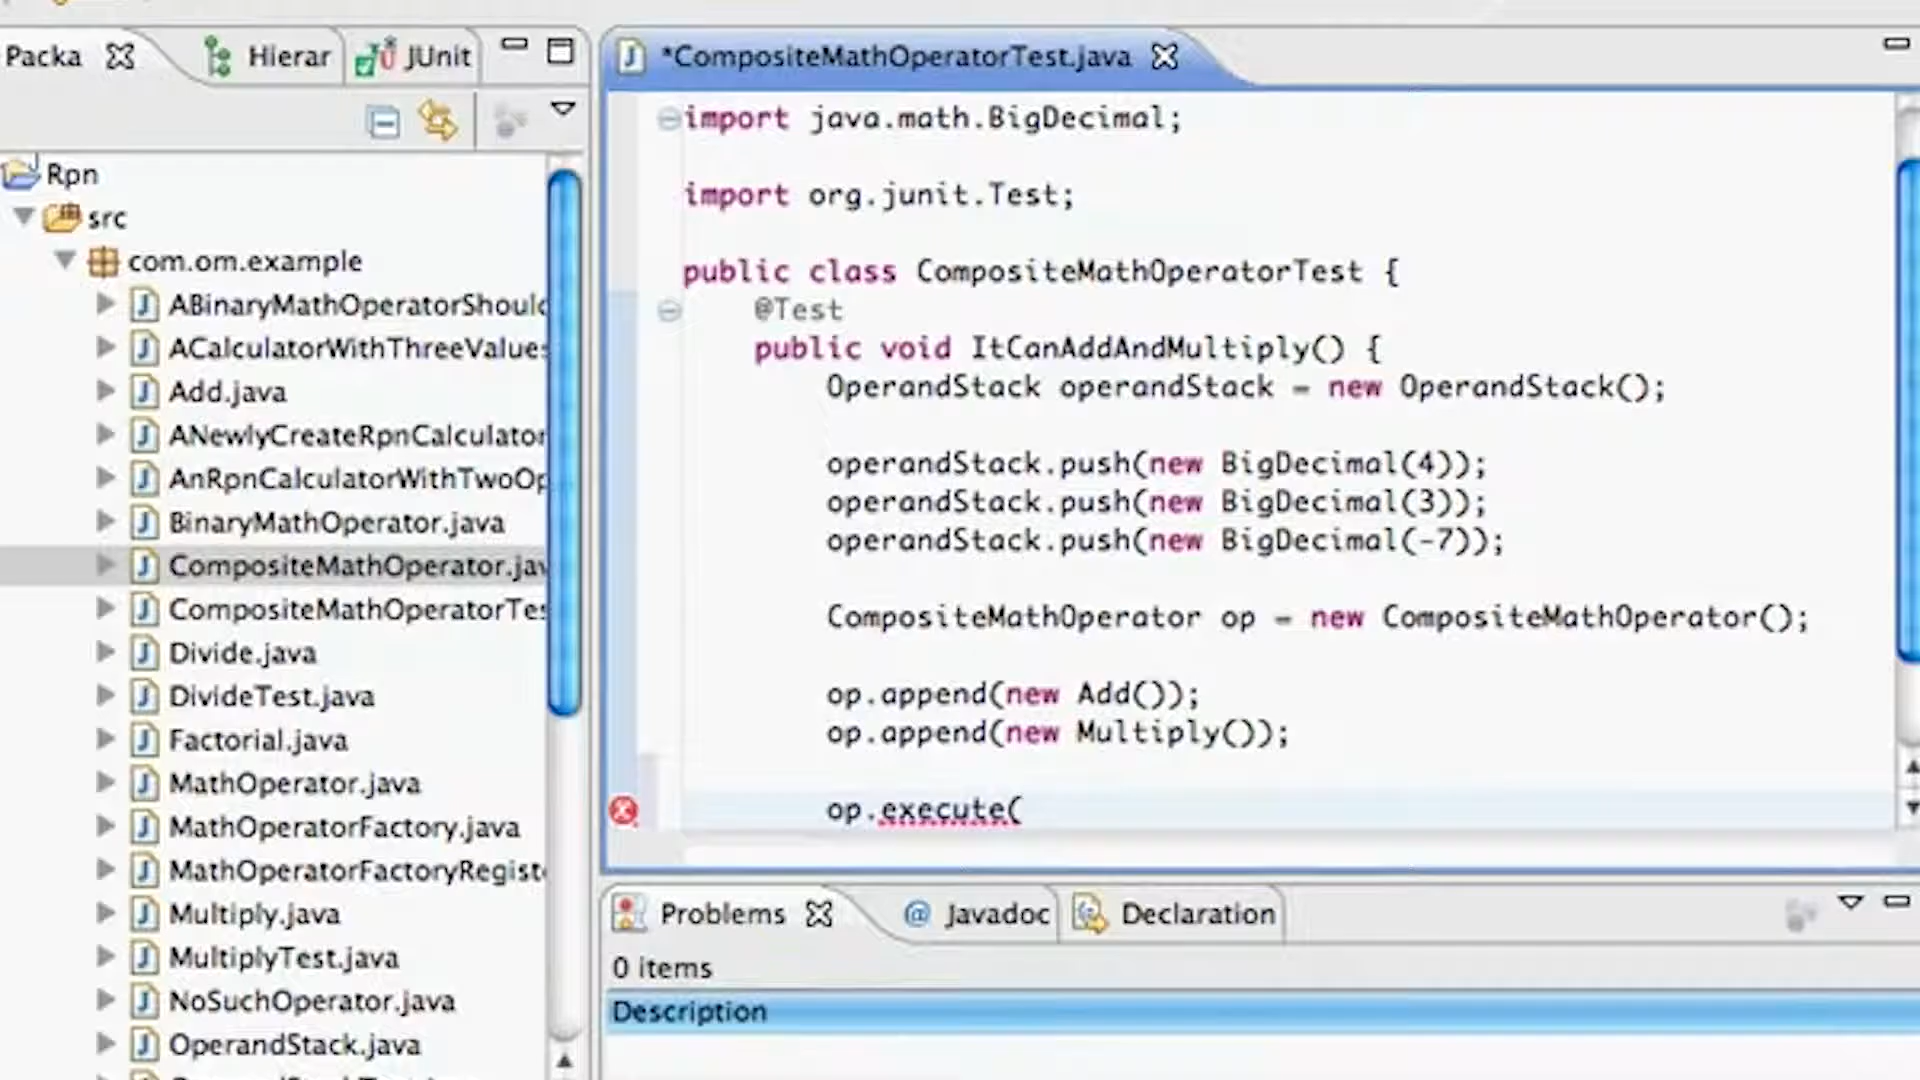 Packa
Hierar
JUnit
Rpn
src
com.om.example
ABinaryMathOperatorShould
ACalculatorWithThreeValues
Add.java
ANewlyCreateRpnCalculator
AnRpnCalculatorWithTwoOp
BinaryMathOperator.java
CompositeMathOperator.jav
CompositeMathOperatorTes
Divide.java
DivideTest.java
Factorial.java
MathOperator.java
MathOperatorFactory.java
MathOperatorFactoryRegist
Multiply.java
MultiplyTest.java
NoSuchOperator.java
OperandStack.java
*CompositeMathOperatorTest.java
import java.math.BigDecimal;
import org.junit.Test;
public class CompositeMathOperatorTest {
@Test
public void ItCanAddAndMultiply() {
OperandStack operandStack = new OperandStack();
operandStack.push(new BigDecimal(4));
operandStack.push(new BigDecimal(3));
operandStack.push(new BigDecimal(-7));
CompositeMathOperator op = new CompositeMathOperator();
op.append(new Add());
op.append(new Multiply());
op.execute(
Problems
@ Javadoc
Declaration
0 items
Description